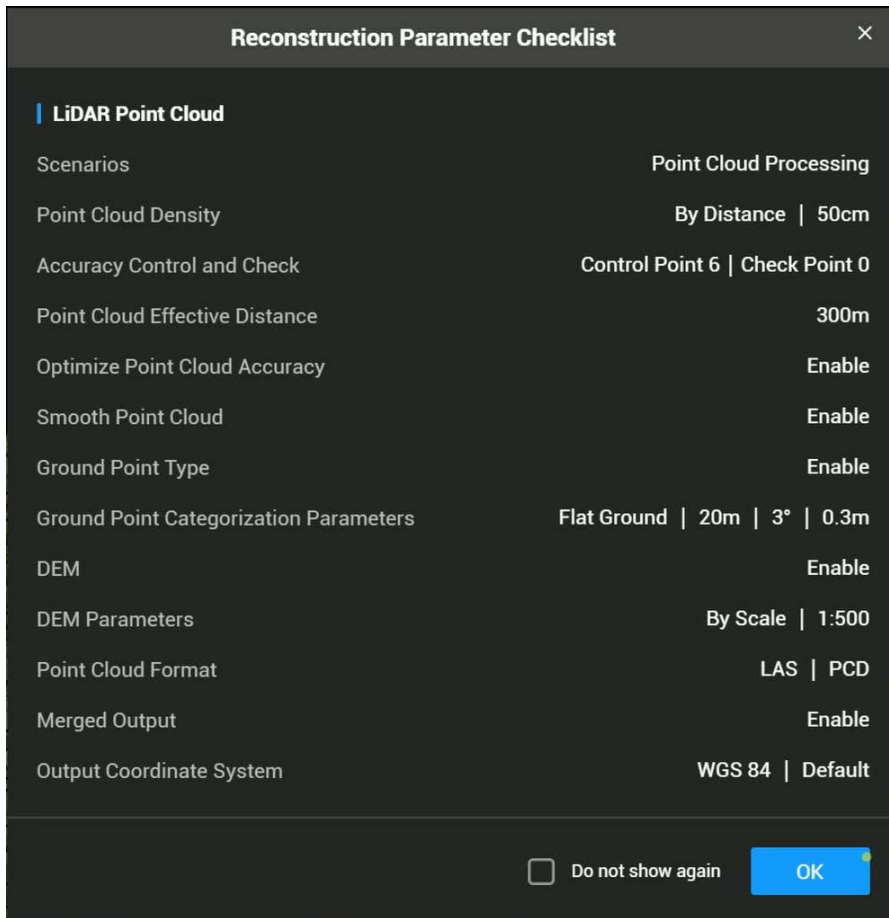 Reconstruction Parameter Checklist
LiDAR Point Cloud
Scenarios Point Cloud Processing
Point Cloud Density By Distance | 50cm
Accuracy Control and Check Control Point 6 | Check Point 0
Point Cloud Effective Distance 300m
Optimize Point Cloud Accuracy Enable
Smooth Point Cloud Enable
Ground Point Type Enable
Ground Point Categorization Parameters Flat Ground | 20m | 3° | 0.3m
DEM Enable
DEM Parameters By Scale | 1:500
Point Cloud Format LAS | PCD
Merged Output Enable
Output Coordinate System WGS 84 | Default
Do not show again OK